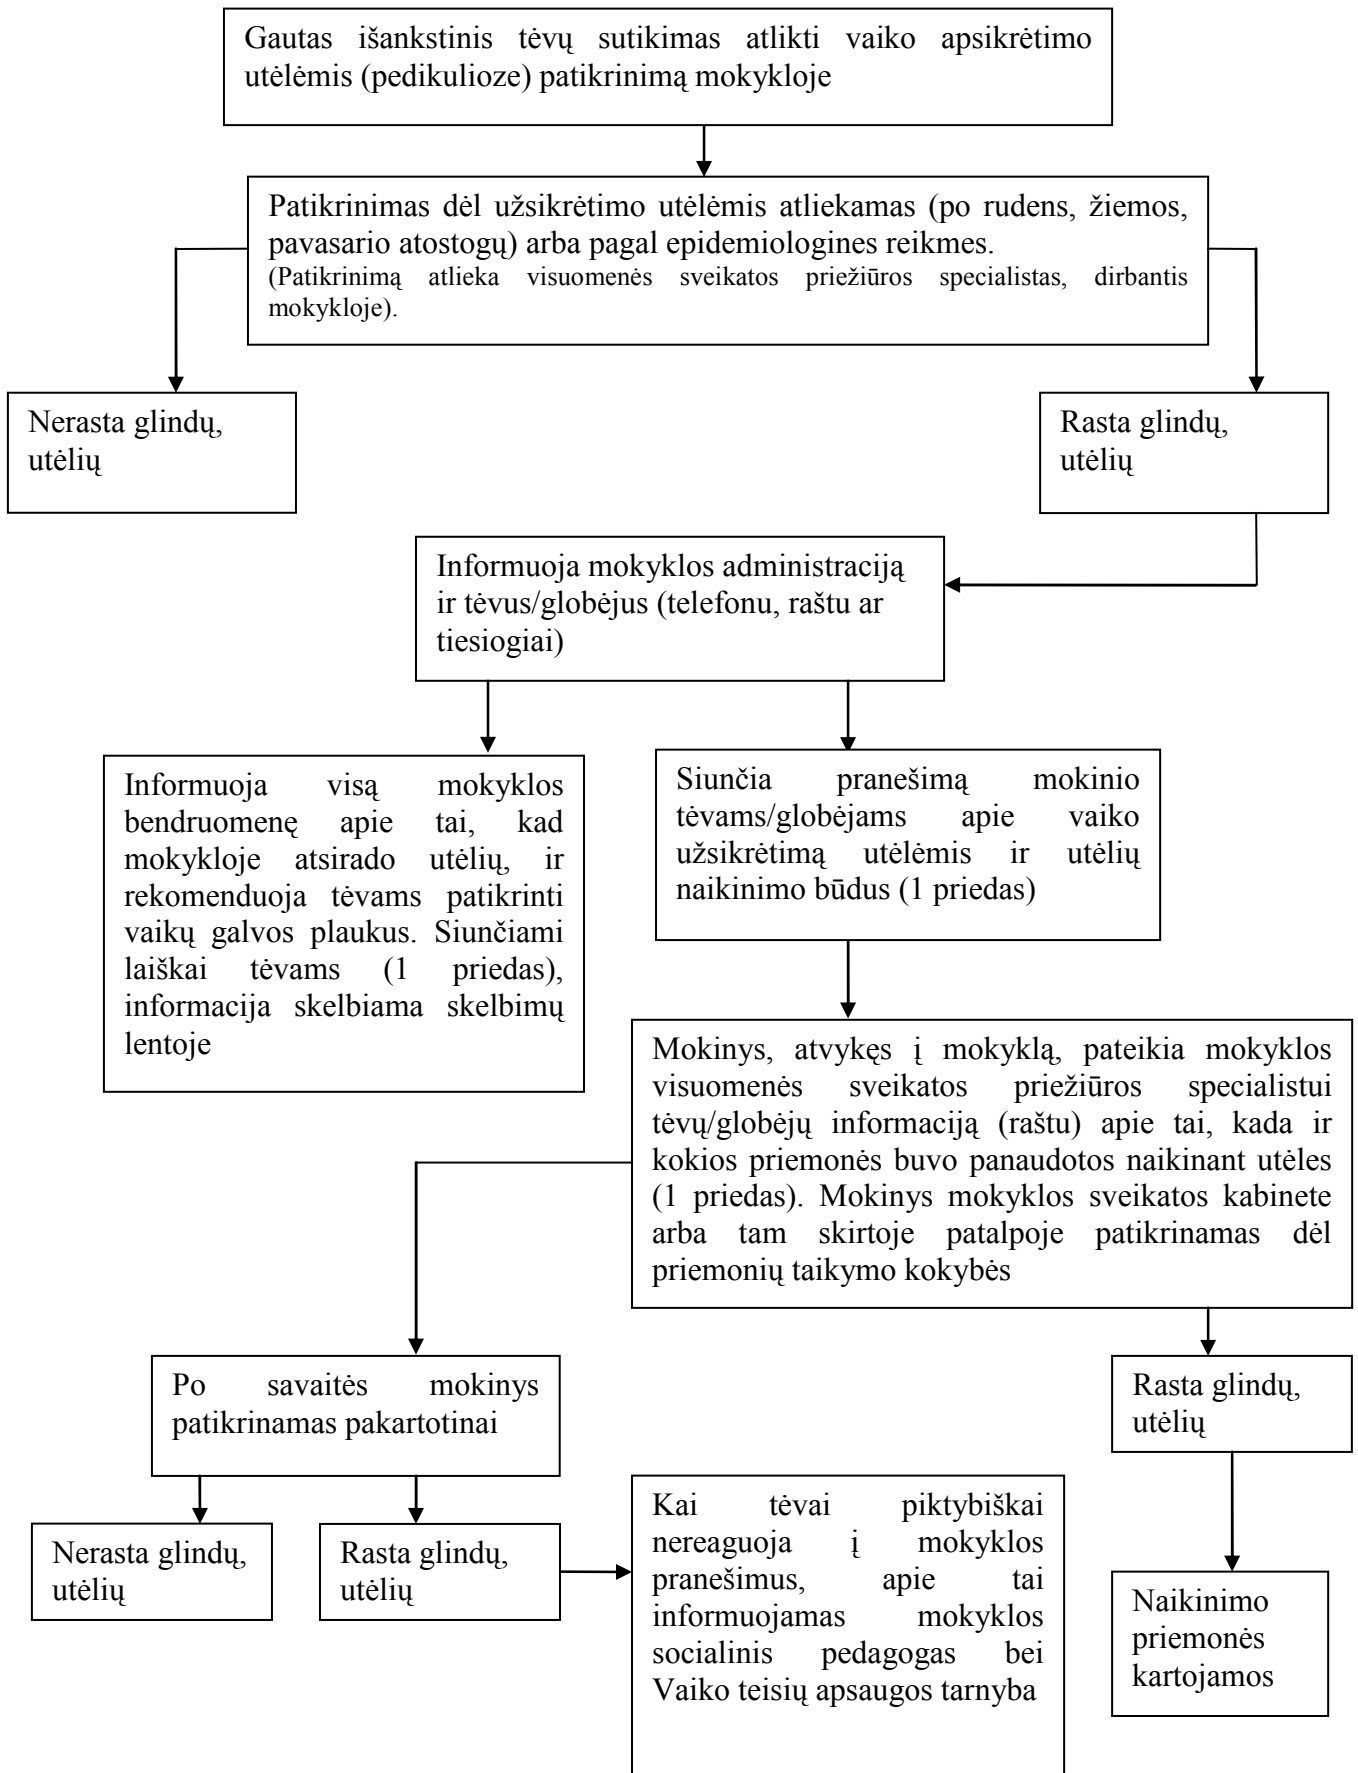 Gautas išankstinis tėvų sutikimas atlikti vaiko apsikrėtimo
utėlėmis (pedikulioze) patikrinimą mokykloje
Patikrinimas dėl užsikrėtimo utėlėmis atliekamas (po rudens, žiemos,
pavasario atostogų) arba pagal epidemiologines reikmes.
(Patikrinimą atlieka visuomenės sveikatos priežiūros specialistas, dirbantis
mokykloje).
Nerasta glindų,
utėlių
Rasta glindų,
utėlių
Informuoja mokyklos administraciją
ir tėvus/globėjus (telefonu, raštu ar
tiesiogiai)
Informuoja visą mokyklos
bendruomenę apie tai, kad
mokykloje atsirado utėlių, ir
rekomenduoja tėvams patikrinti
vaikų galvos plaukus. Siunčiami
laiškai tėvams (1 priedas),
informacija skelbiama skelbimų
lentoje
Siunčia pranešimą mokinio
tėvams/globėjams apie vaiko
užsikrėtimą utėlėmis ir utėlių
naikinimo būdus (1 priedas)
Mokinys, atvykęs į mokyklą, pateikia mokyklos
visuomenės sveikatos priežiūros specialistui
tėvų/globėjų informaciją (raštu) apie tai, kada ir
kokios priemonės buvo panaudotos naikinant utėles
(1 priedas). Mokinys mokyklos sveikatos kabinete
arba tam skirtoje patalpoje patikrinamas dėl
priemonių taikymo kokybės
Po savaitės mokinys
patikrinamas pakartotinai
Rasta glindų,
utėlių
Nerasta glindų,
utėlių
Rasta glindų,
utėlių
Kai tėvai piktybiškai
nereaguoja į mokyklos
pranešimus, apie tai
informuojamas mokyklos
socialinis pedagogas bei
Vaiko teisių apsaugos tarnyba
Naikinimo
priemonės
kartojamos